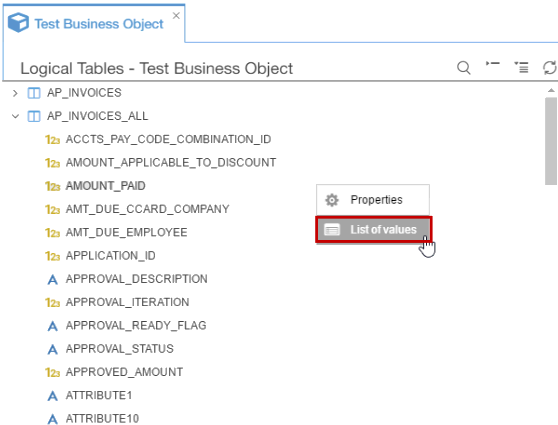 Test Business Object
Logical Tables - Test Business Object
AP_INVOICES
AP_INVOICES_ALL
123 ACCTS_PAY_CODE_COMBINATION_ID
123 AMOUNT_APPLICABLE_TO_DISCOUNT
123 AMOUNT_PAID
Properties
123 AMT_DUE_CCARD_COMPANY
List of values
123 AMT_DUE_EMPLOYEE
123 APPLICATION_ID
A APPROVAL_DESCRIPTION
123 APPROVAL_ITERATION
A APPROVAL_READY_FLAG
A APPROVAL_STATUS
123 APPROVED_AMOUNT
A ATTRIBUTE1
A ATTRIBUTE10